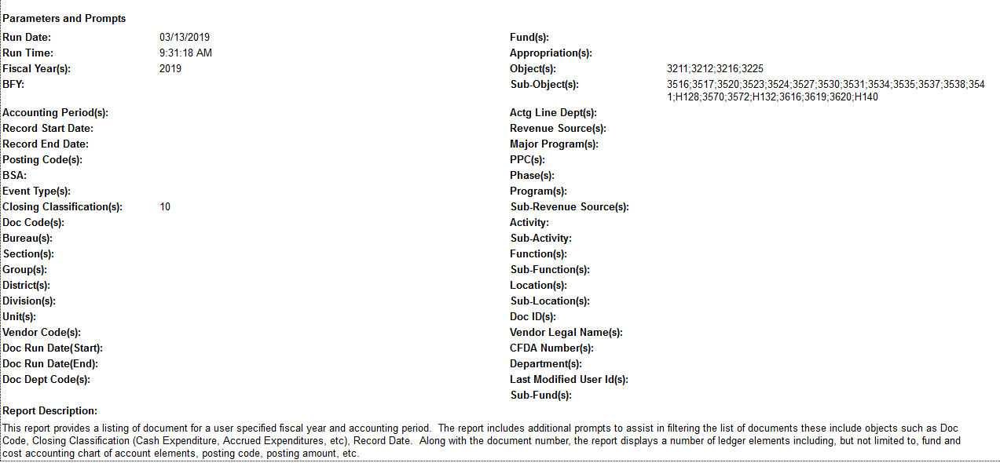 Parameters and Prompts
Run Date: 03/13/2019 Fund(s):
Run Time: 9:31:18 AM Appropriation(s):
Fiscal Year(s): 2019 Object(s): 3211;3212;3216;3225
BFY: Sub-Object(s): 3516;3517;3520;3523;3524;3527;3530;3531;3534;3535;3537;3538;354
1;H128;3570;3572;H132;3616;3619;3620;H140
Accounting Period(s): Actg Line Dept(s):
Record Start Date: Revenue Source(s):
Record End Date: Major Program(s):
Posting Code(s): PPC(s):
BSA: Phase(s):
Event Type(s): Program(s):
Closing Classification(s): 10 Sub-Revenue Source(s):
Doc Code(s): Activity:
Bureau(s): Sub-Activity:
Section(s): Function(s):
Group(s): Sub-Function(s):
District(s): Location(s):
Division(s): Sub-Location(s):
Unit(s): Doc ID(s):
Vendor Code(s): Vendor Legal Name(s):
Doc Run Date(Start): CFDA Number(s):
Doc Run Date(End): Department(s):
Doc Dept Code(s): Last Modified User Id(s):
Sub-Fund(s):
Report Description:
This report provides a listing of document for a user specified fiscal year and accounting period.  The report includes additional prompts to assist in filtering the list of documents these include objects such as Doc
Code, Closing Classification (Cash Expenditure, Accrued Expenditures, etc), Record Date.  Along with the document number, the report displays a number of ledger elements including, but not limited to, fund and
cost accounting chart of account elements, posting code, posting amount, etc.